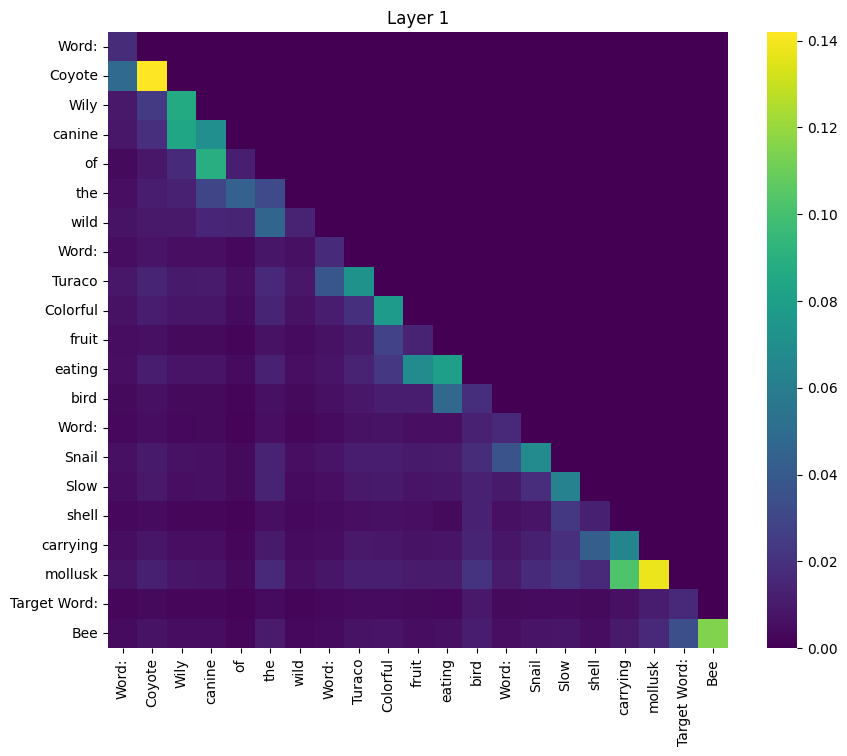 Layer 1
Word:
Coyote
Wily
canine
of
the
wild
Word:
Turaco
Colorful
fruit
eating
bird
Word:
Snail
Slow
shell
carrying
mollusk
Target Word:
Bee
Word:
Coyote
Wily
canine
of
the
wild
Word:
Turaco
Colorful
fruit
eating
bird
Word:
Snail
Slow
shell
carrying
mollusk
Target Word:
Bee
0.14
0.12
0.10
0.08
0.06
0.04
0.02
0.00